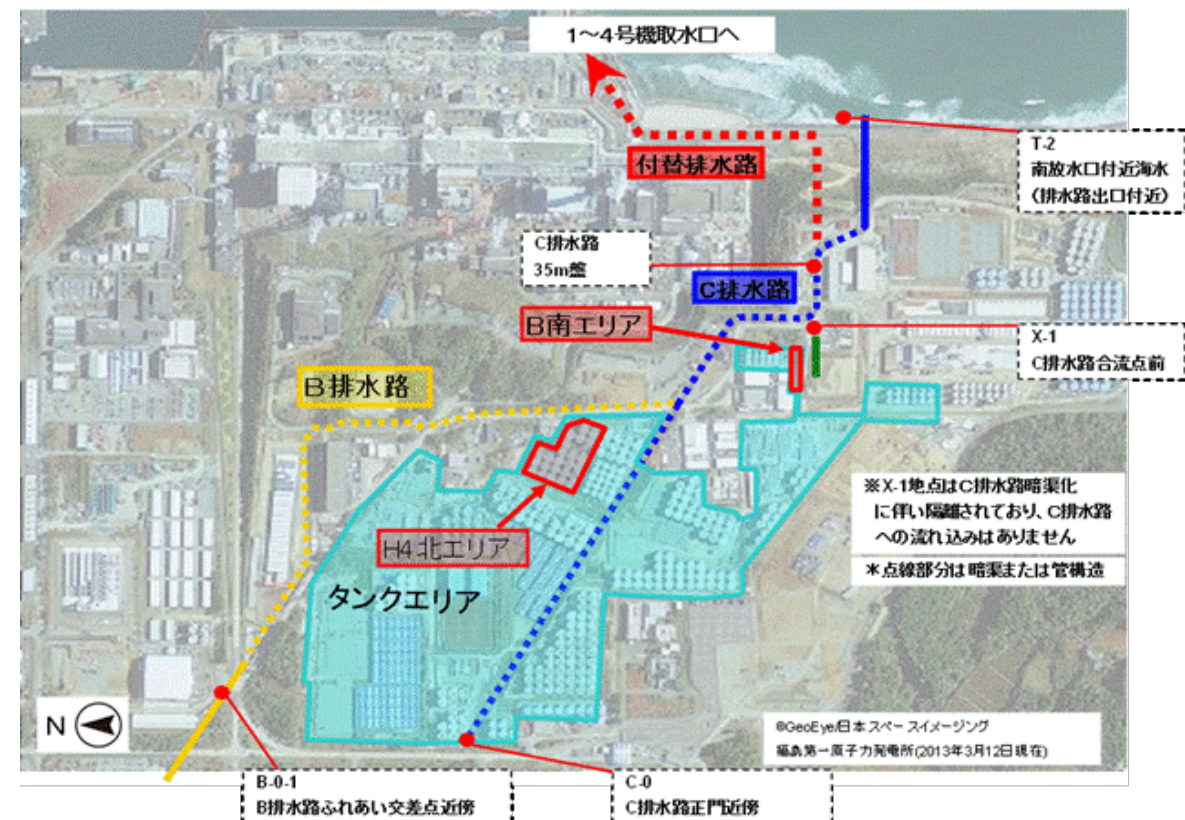 1～4号機取水口へ
付替排水路
T-2
南放水口付近海水
(排水路出口付近)
C排水路
35m盤
C排水路
B南エリア
X-1
C排水路合流点前
B排水路
※X-1地点はC排水路暗渠化
に伴い隔離されており、C排水路
への流れ込みはありません
＊点線部分は暗渠または管構造
H4北エリア
タンクエリア
N
©GeoEye/日本スペースイメージング
福島第一原子力発電所(2013年3月12日現在)
B-0-1
B排水路ふれあい交差点近傍
C-0
C排水路正門近傍